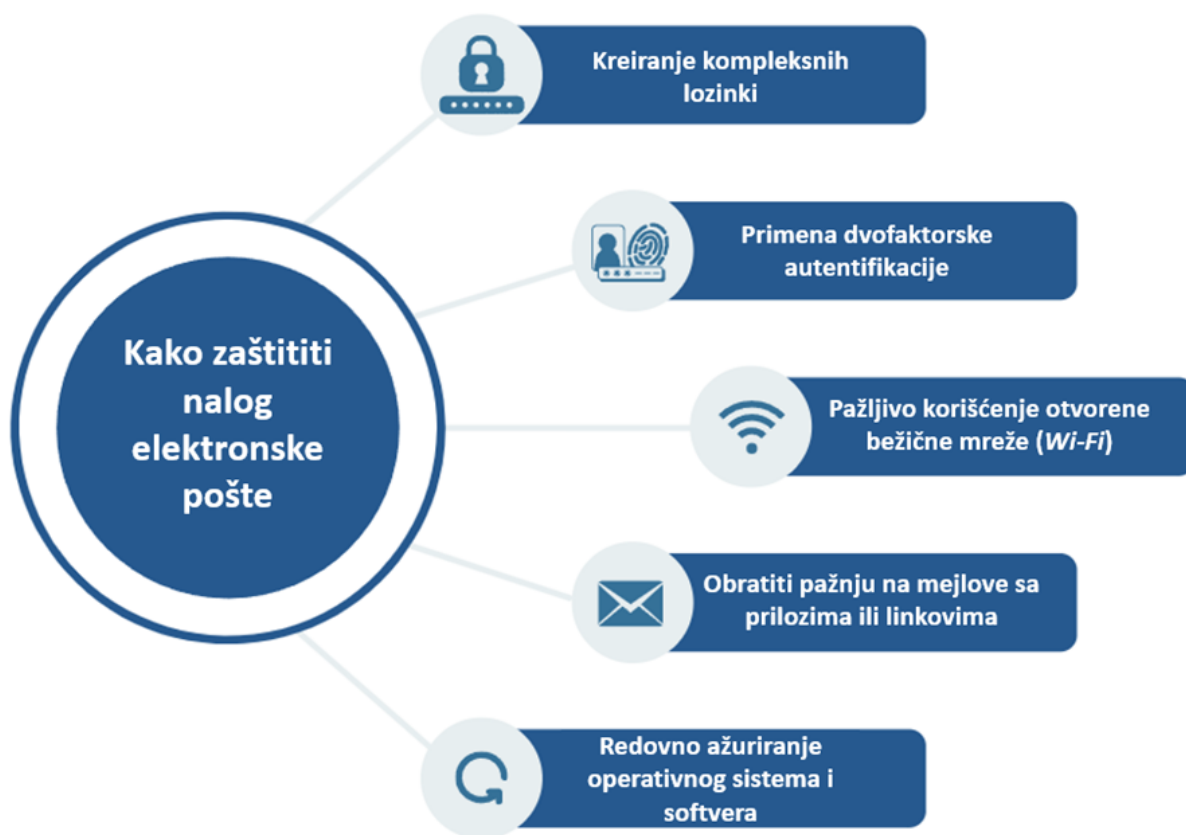 Kreiranje kompleksnih
lozinki
Primena dvofaktorske
autentifikacije
Kako zaštititi
nalog
elektronske
pošte
Pažljivo korišćenje otvorene
bežične mreže (Wi-Fi)
Obratiti pažnju na mejlove sa
prilozima ili linkovima
Redovno ažuriranje
operativnog sistema i
softvera